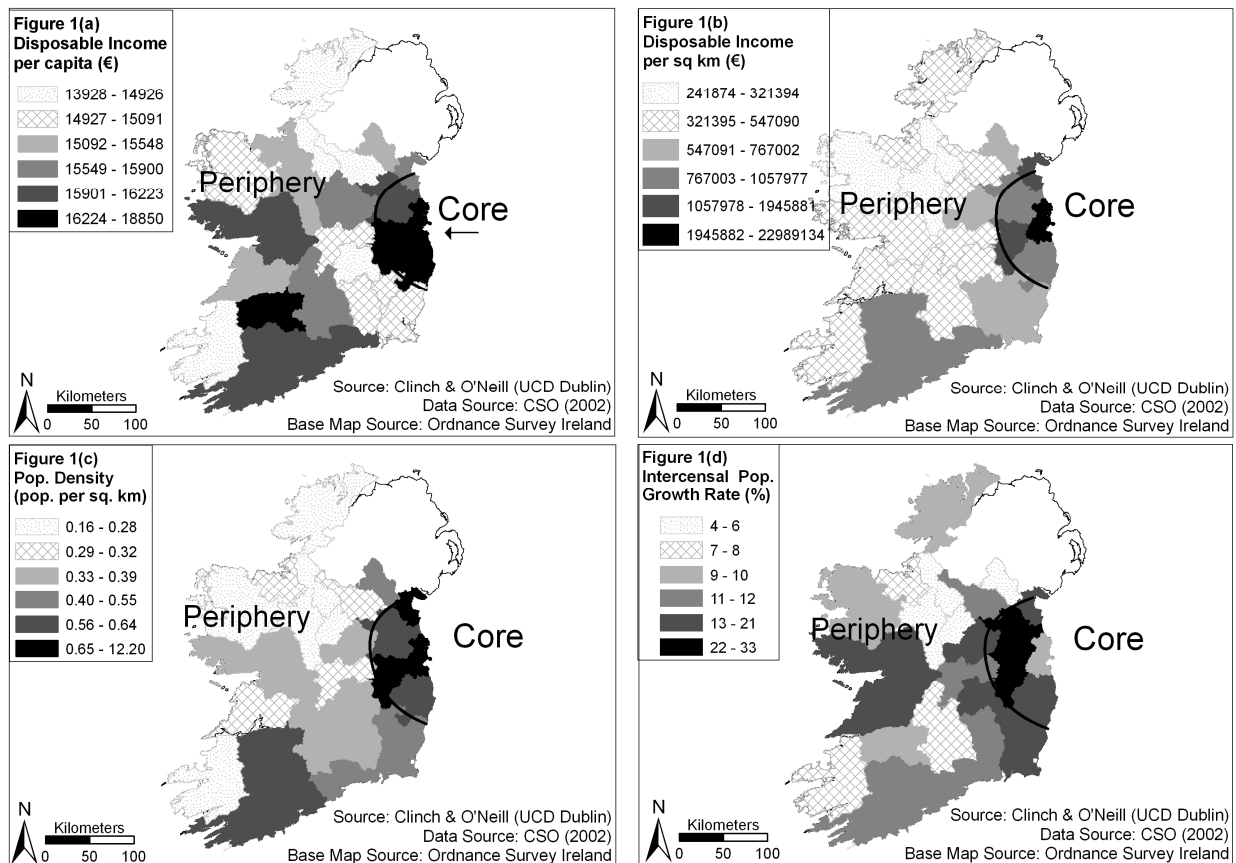 Figure 1(a)
Disposable Income
per capita (€)
13928 - 14926
14927 - 15091
15092 - 15548
15549 - 15900
15901 - 16223
16224 - 18850
Periphery
Core
N
Kilometers
0 50 100
Source: Clinch & O'Neill (UCD Dublin)
Data Source: CSO (2002)
Base Map Source: Ordnance Survey Ireland
Figure 1(b)
Disposable Income
per sq km (€)
241874 - 321394
321395 - 547090
547091 - 767002
767003 - 1057977
1057978 - 1945881
1945882 - 22989134
Periphery
Core
N
Kilometers
0 50 100
Source: Clinch & O'Neill (UCD Dublin)
Data Source: CSO (2002)
Base Map Source: Ordnance Survey Ireland
Figure 1(c)
Pop. Density
(pop. per sq. km)
0.16 - 0.28
0.29 - 0.32
0.33 - 0.39
0.40 - 0.55
0.56 - 0.64
0.65 - 12.20
Periphery
Core
N
Kilometers
0 50 100
Source: Clinch & O'Neill (UCD Dublin)
Data Source: CSO (2002)
Base Map Source: Ordnance Survey Ireland
Figure 1(d)
Intercensal Pop.
Growth Rate (%)
4 - 6
7 - 8
9 - 10
11 - 12
13 - 21
22 - 33
Periphery
Core
N
Kilometers
0 50 100
Source: Clinch & O'Neill (UCD Dublin)
Data Source: CSO (2002)
Base Map Source: Ordnance Survey Ireland